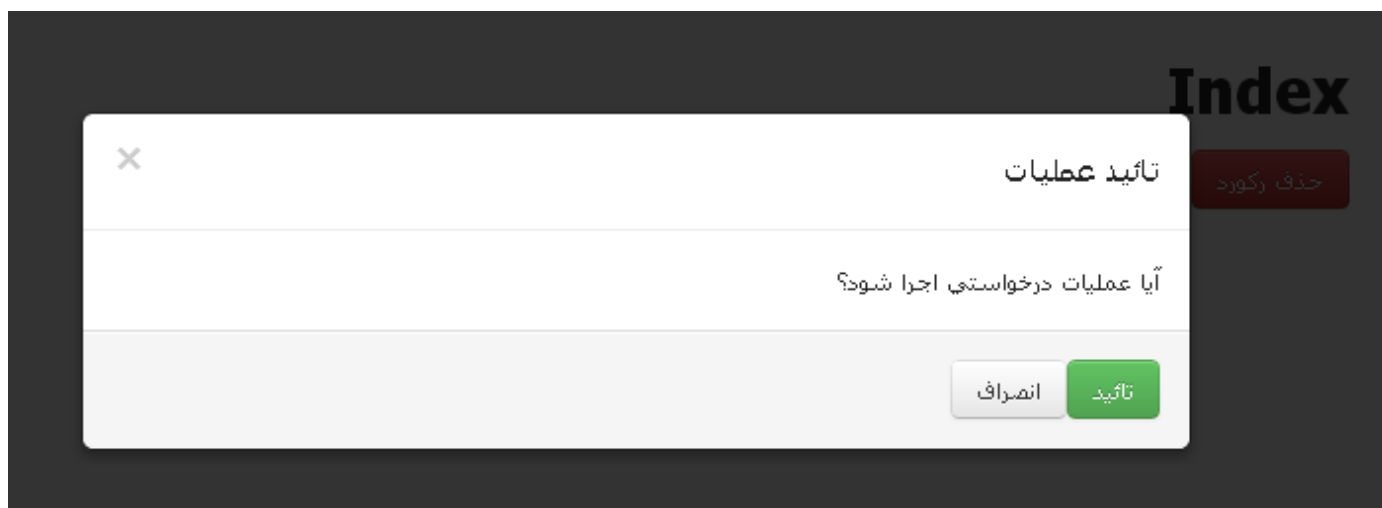 Index
حذف رکورد
تائید عملیات
×
آیا عملیات درخواستي اجرا شود؟
تائید
انصراف